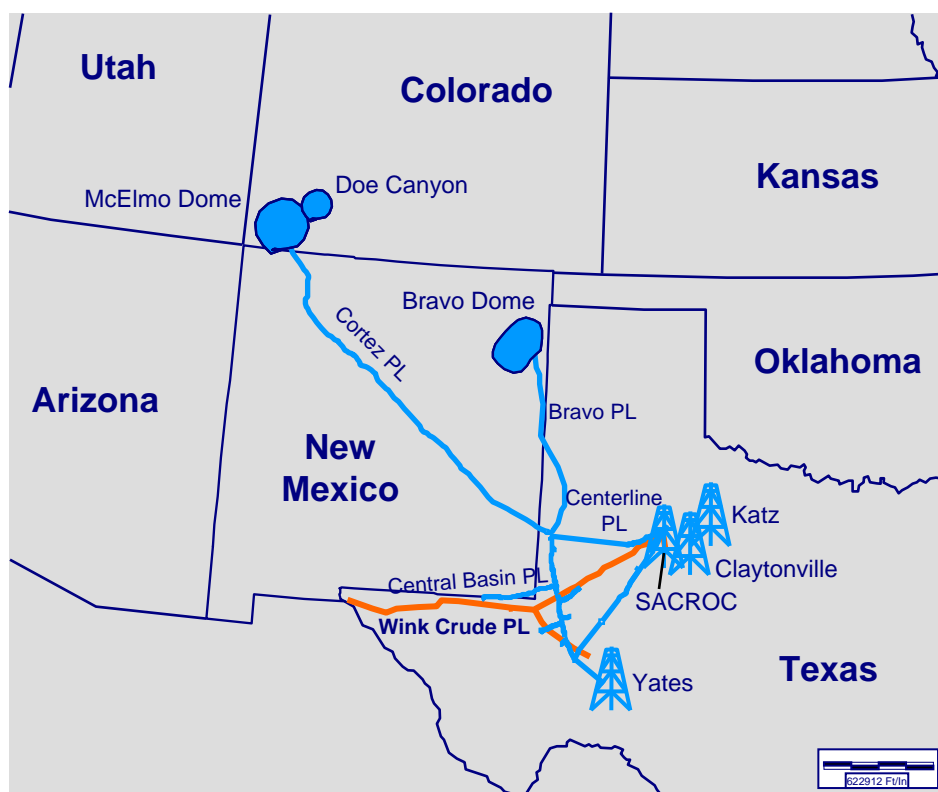 Utah
Colorado
Kansas
McElmo Dome
Doe Canyon
Bravo Dome
Cortez PL
Oklahoma
Arizona
Bravo PL
New
Mexico
Centerline
PL
Katz
Claytonville
Central Basin PL
SACROC
Wink Crude PL
Yates
Texas
622912 Ft/In